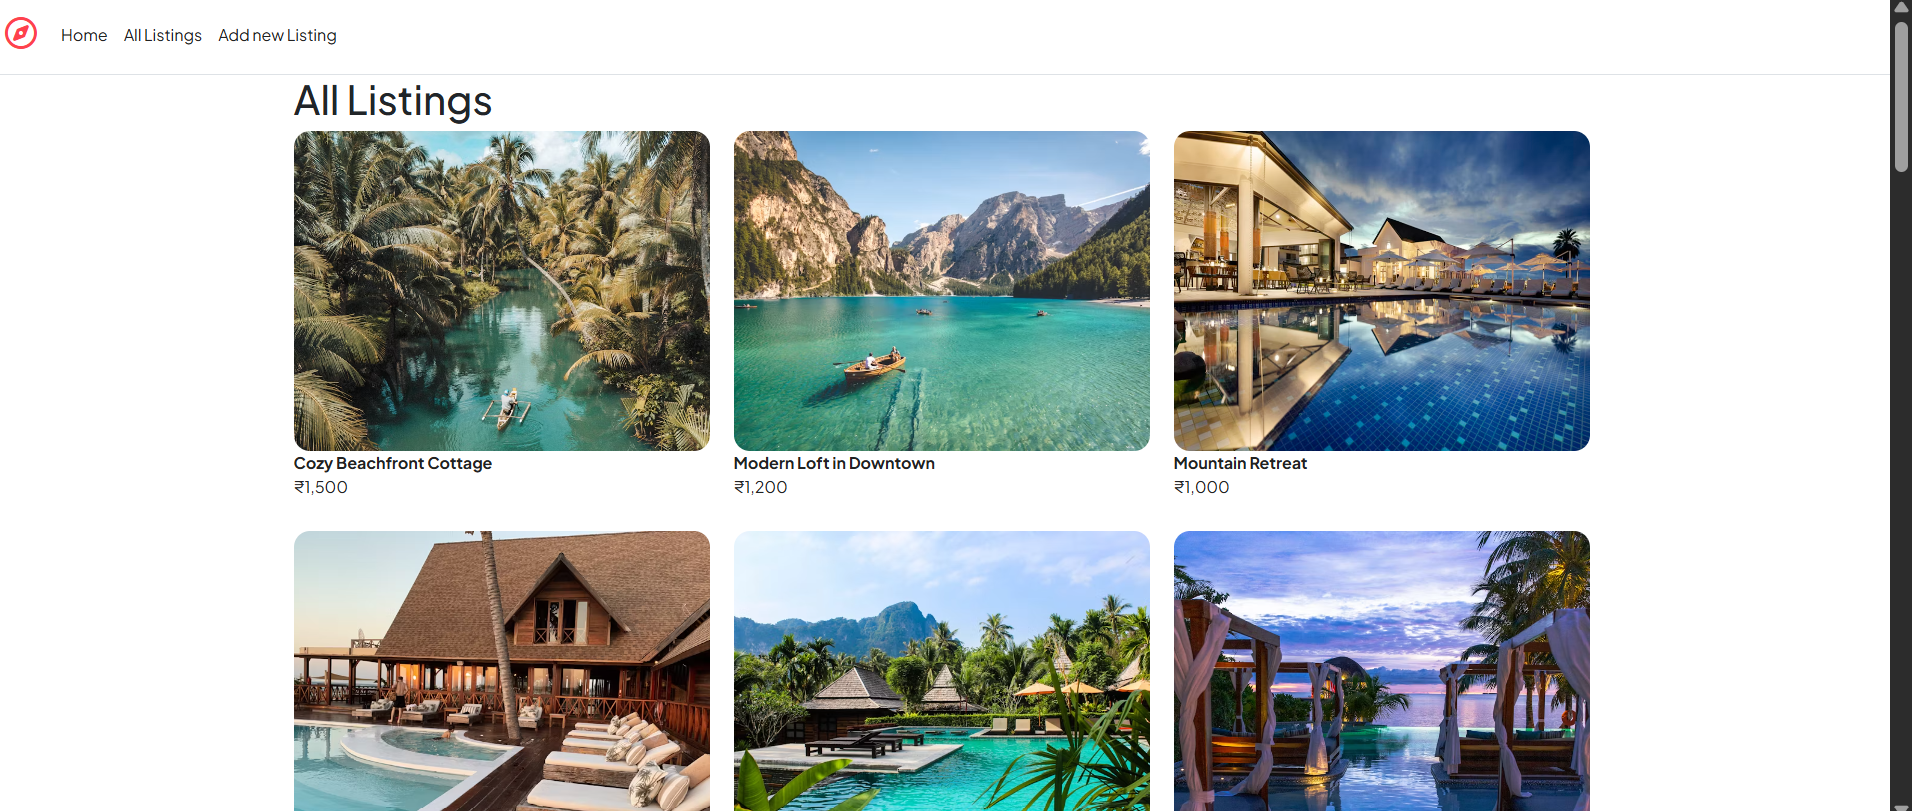 Home All Listings Add new Listing
All Listings
Cozy Beachfront Cottage
₹1,500
Modern Loft in Downtown
₹1,200
Mountain Retreat
₹1,000